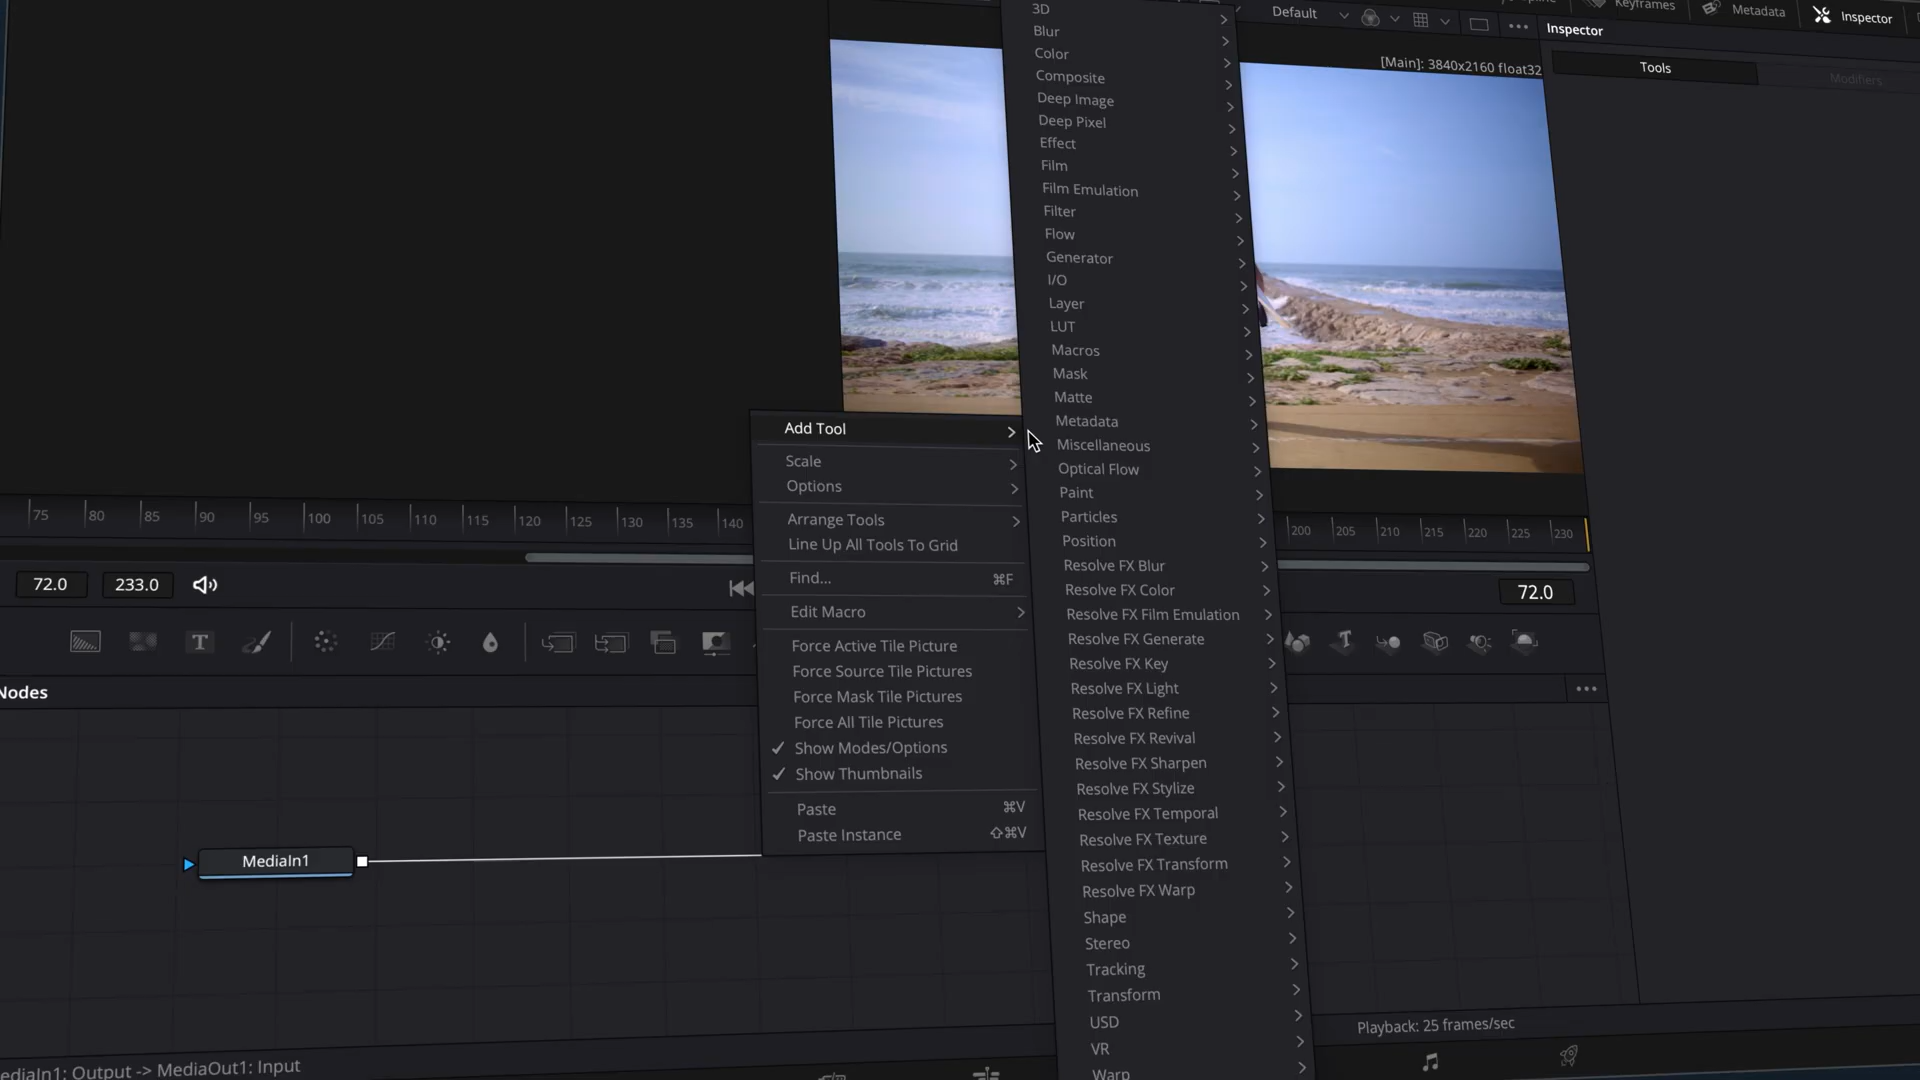 Default
Keyframes
Metadata
Inspector
Inspector
[Main]: 3840x2160 float32
Tools
Modifiers
3D
Blur
Color
Composite
Deep Image
Deep Pixel
Effect
Film
Film Emulation
Filter
Flow
Generator
I/O
Layer
LUT
Macros
Mask
Matte
Metadata
Miscellaneous
Optical Flow
Paint
Particles
Position
Resolve FX Blur
Resolve FX Color
Resolve FX Film Emulation
Resolve FX Generate
Resolve FX Key
Resolve FX Light
Resolve FX Refine
Resolve FX Revival
Resolve FX Sharpen
Resolve FX Stylize
Resolve FX Temporal
Resolve FX Texture
Resolve FX Transform
Resolve FX Warp
Shape
Stereo
Tracking
Transform
USD
VR
Warp
Add Tool
Scale
Options
Arrange Tools
Line Up All Tools To Grid
Find... ⌘F
Edit Macro
Force Active Tile Picture
Force Source Tile Pictures
Force Mask Tile Pictures
Force All Tile Pictures
Show Modes/Options
Show Thumbnails
Paste ⌘V
Paste Instance ⇧⌘V
75 80 85 90 95 100 105 110 115 120 125 130 135 140
200 205 210 215 220 225 230
72.0 233.0
72.0
T
Nodes
MediaIn1
Playback: 25 frames/sec
ediaIn1: Output -> MediaOut1: Input